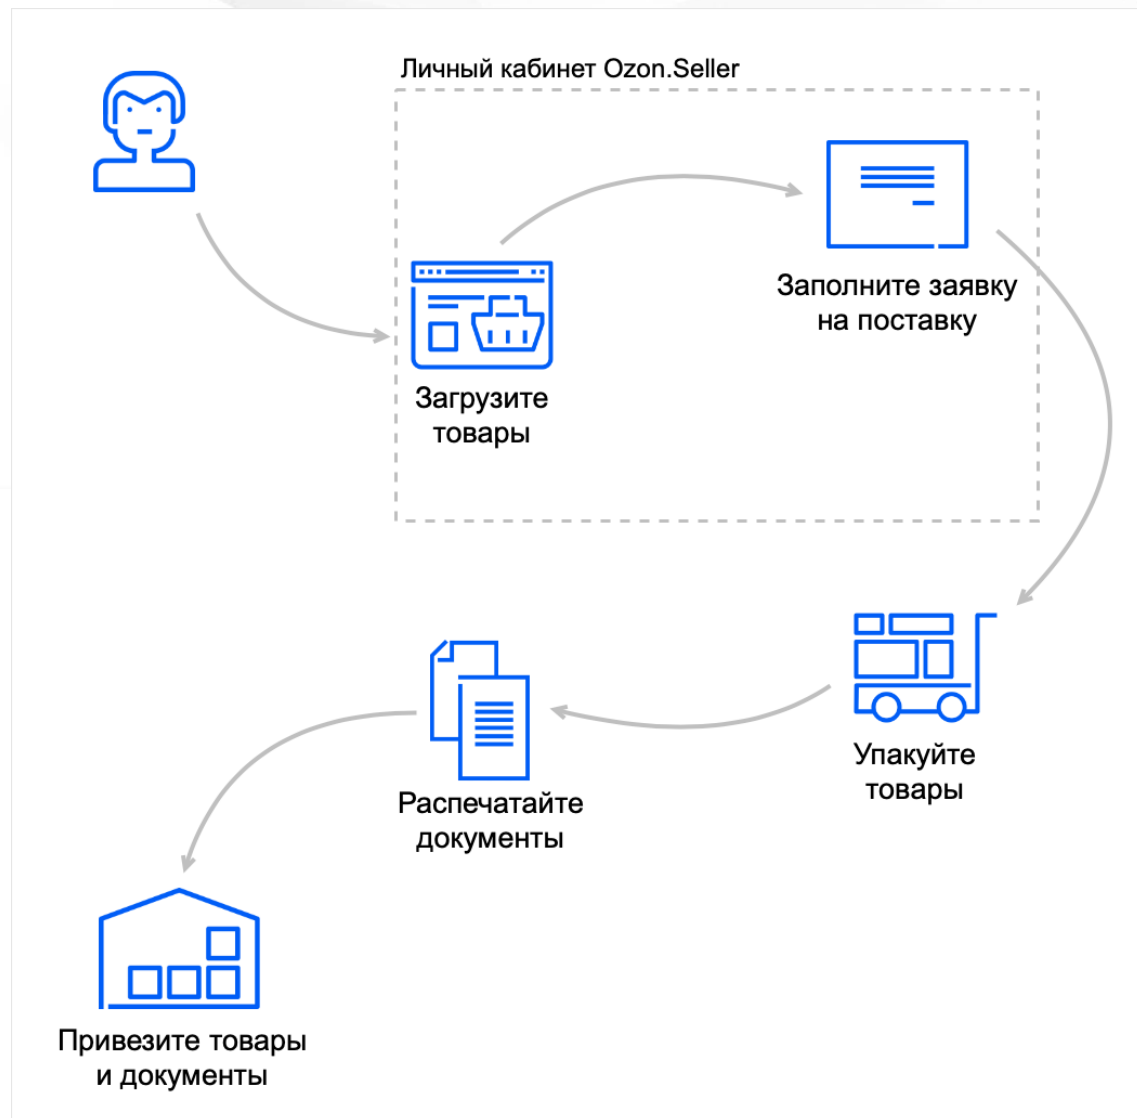 Личный кабинет Ozon.Seller
Заполните заявку
на поставку
Загрузите
товары
Упакуйте
товары
Распечатайте
документы
Привезите товары
и документы